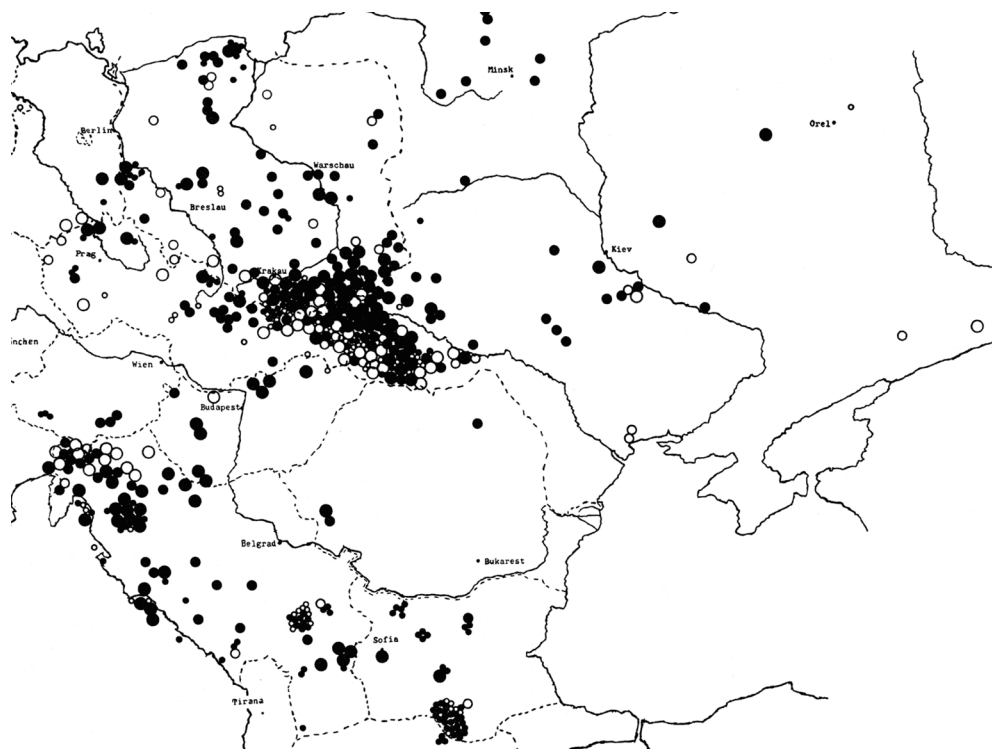 Minsk
Orel
Berlin
Warschau
Breslau
Kiev
Prag
Krakau
nchen
Wien
Budapest
Belgrad
Bukarest
Sofia
Tirana